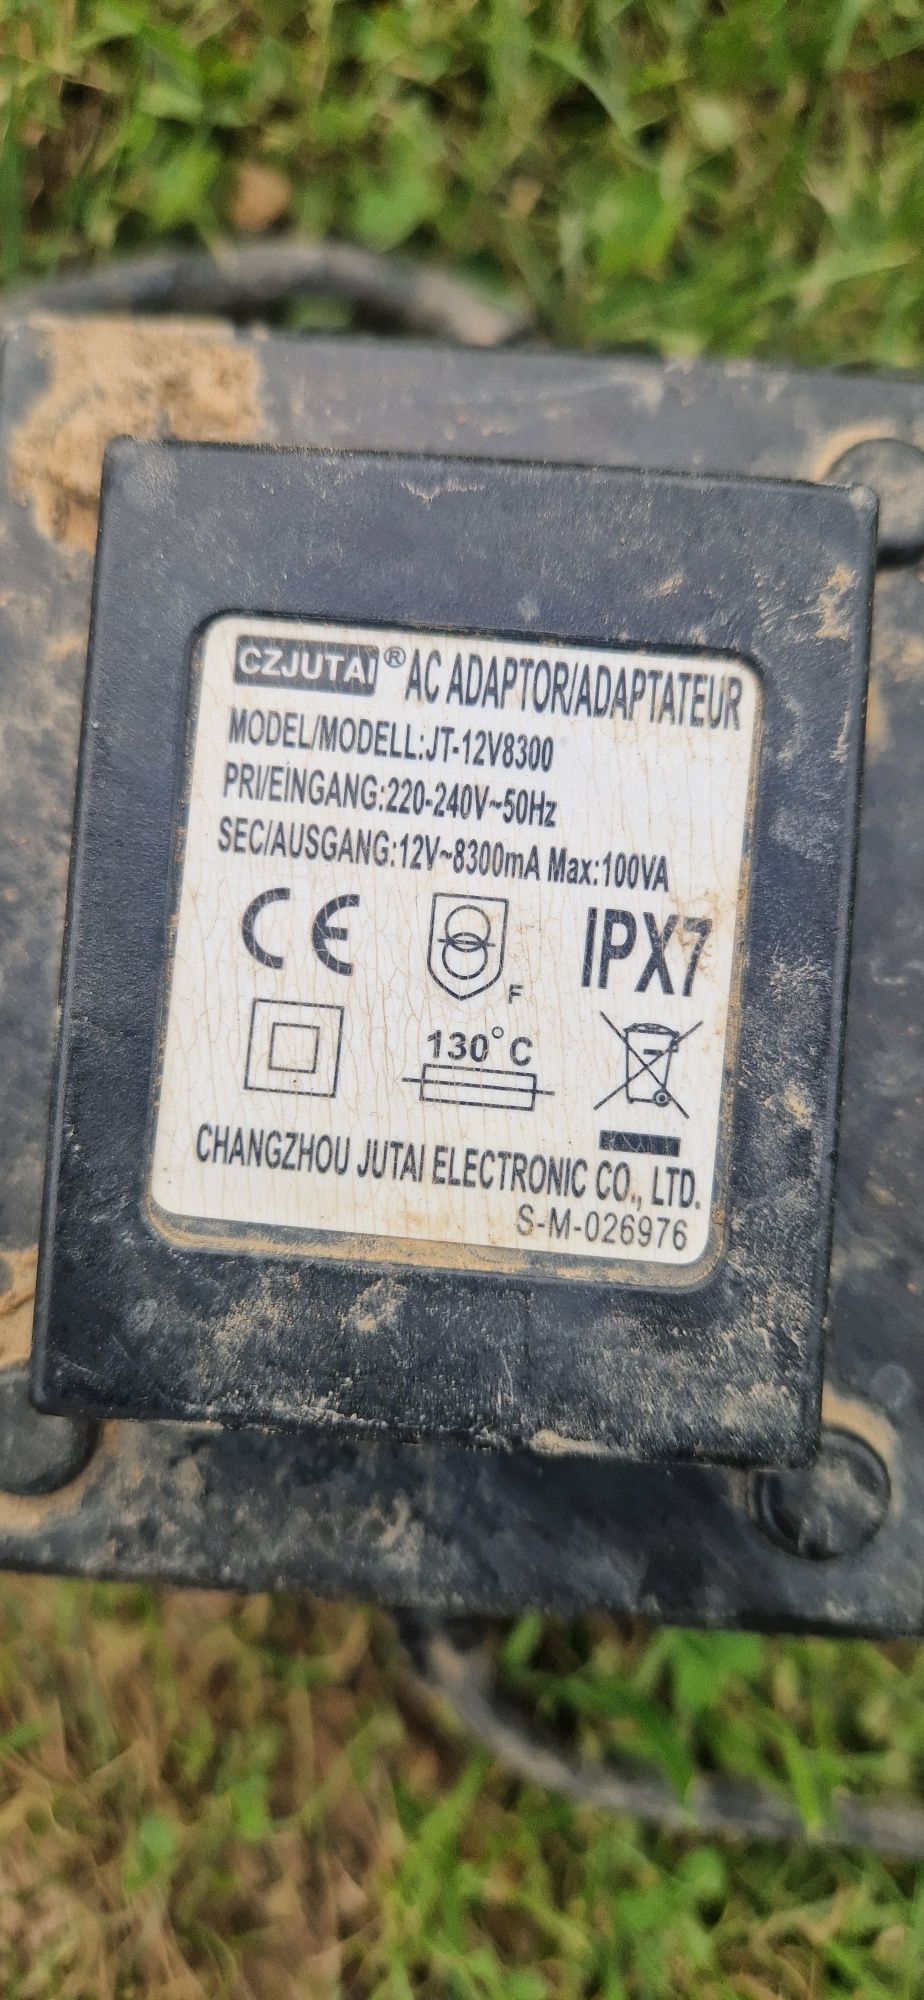 CZJUTAI® AC ADAPTOR/ADAPTATEUR
MODEL/MODELL:JT-12V8300
PRI/EINGANG:220-240V~50Hz
SEC/AUSGANG:12V~8300mA Max:100VA
CE F IPX7
130°C
CHANGZHOU JUTAI ELECTRONIC CO., LTD.
S-M-026976